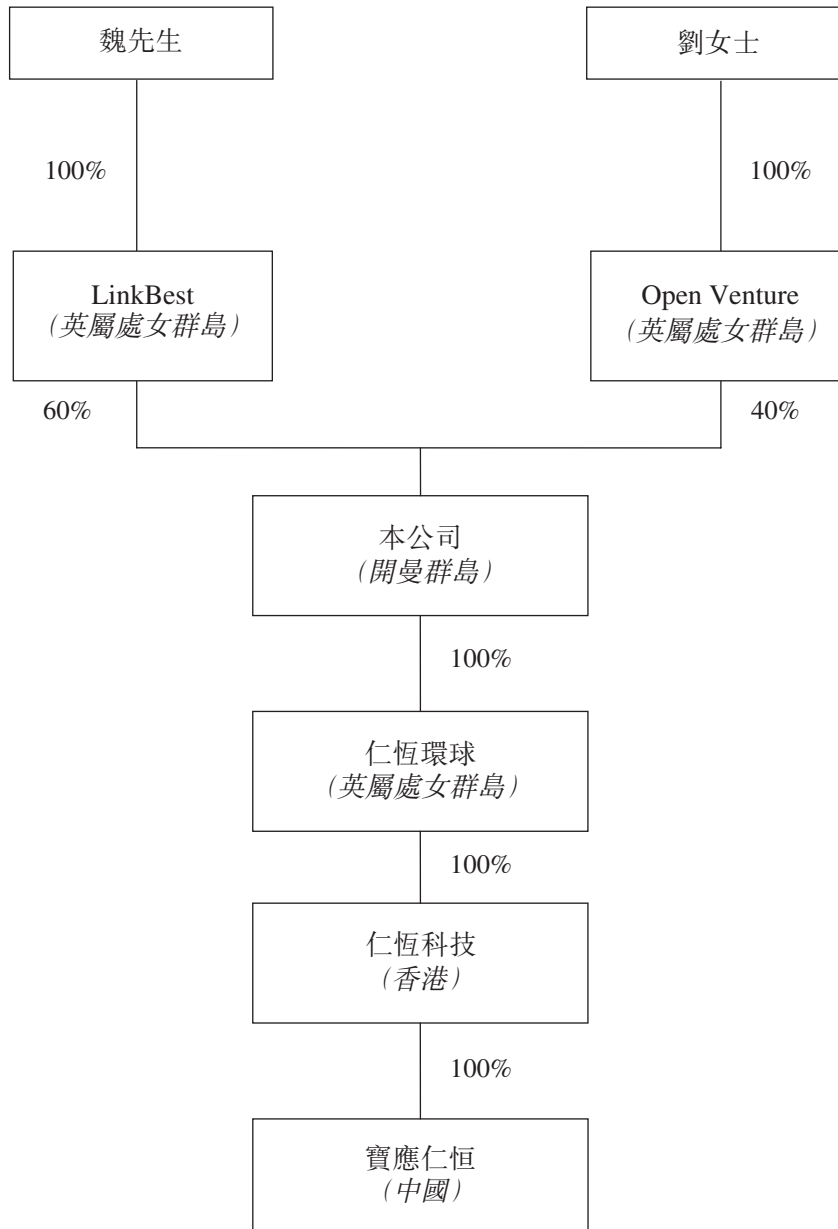 魏先生
劉女士
100%
100%
LinkBest
（英屬處女群島）
Open Venture
（英屬處女群島）
60%
40%
本公司
（開曼群島）
100%
仁恆環球
（英屬處女群島）
100%
仁恆科技
（香港）
100%
寶應仁恒
（中國）